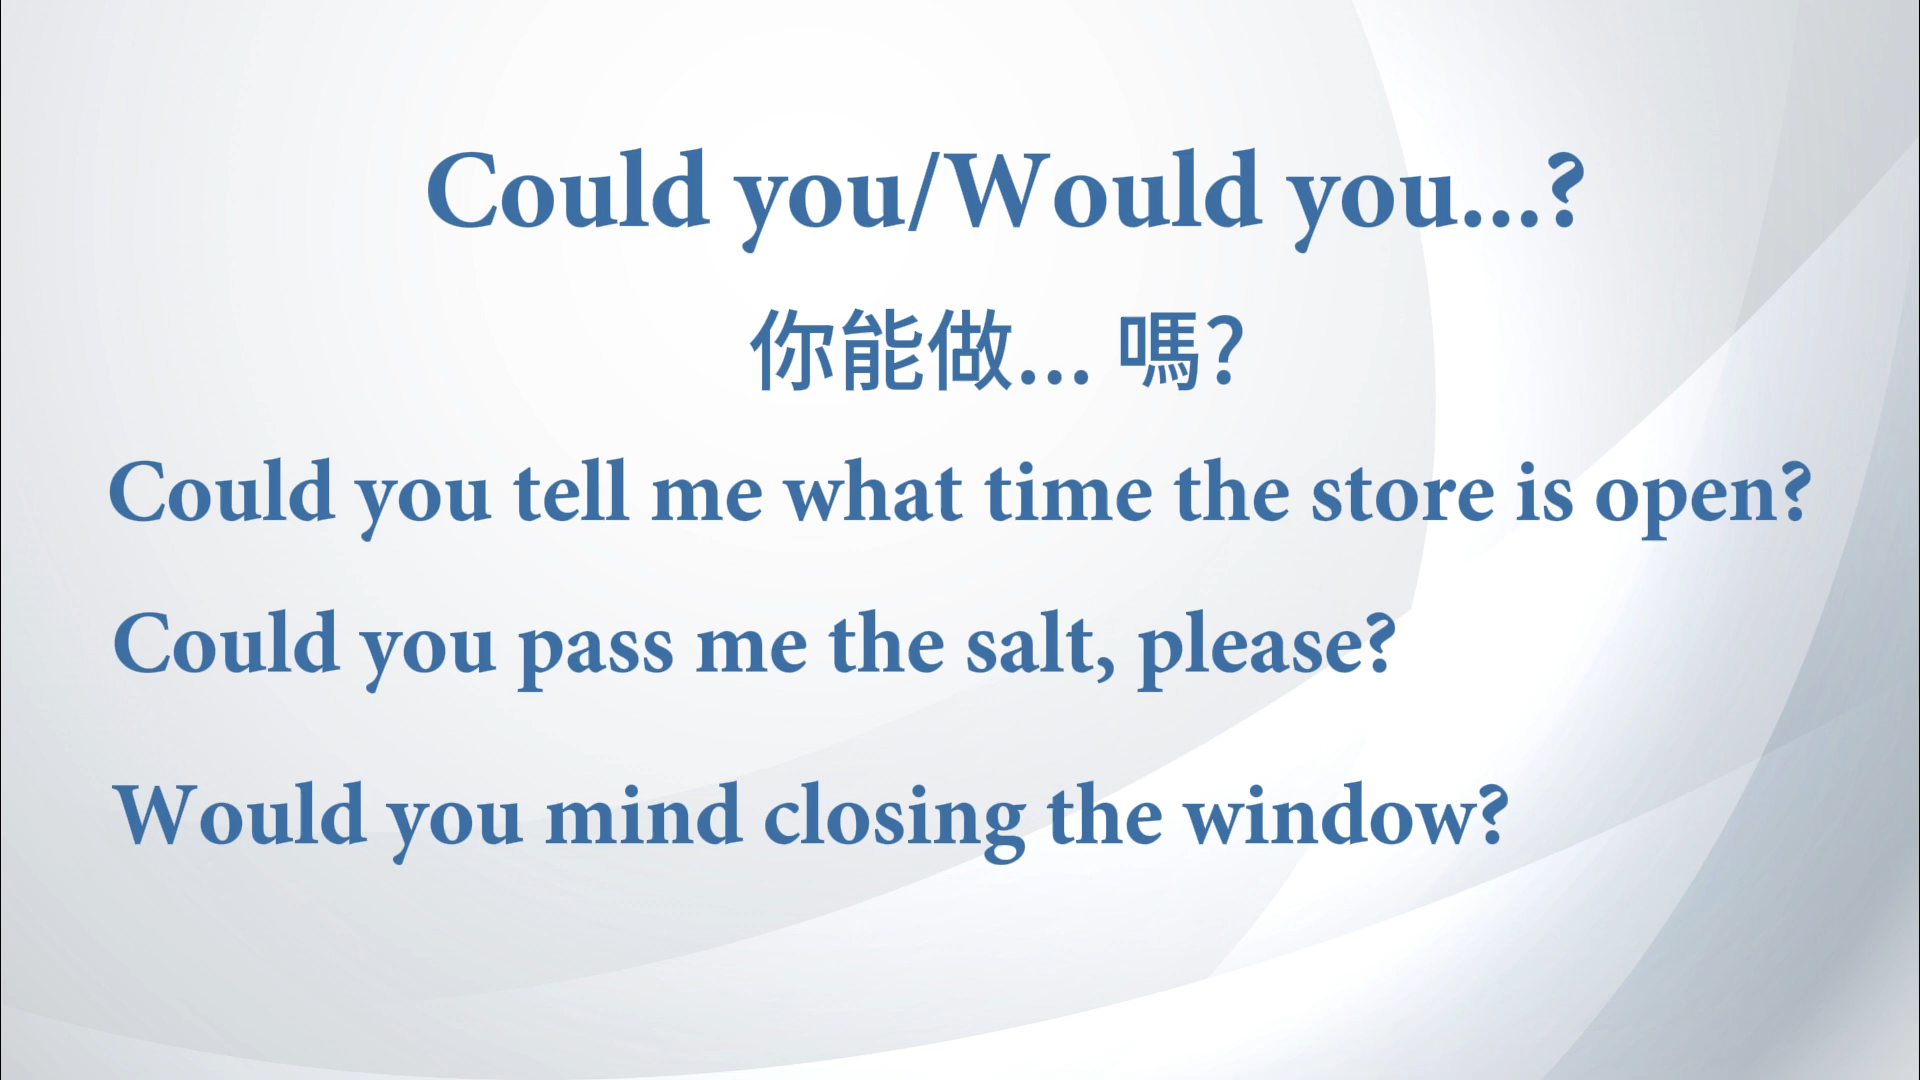 Could you/Would you...?
你能做... 嗎?
Could you tell me what time the store is open?
Could you pass me the salt, please?
Would you mind closing the window?